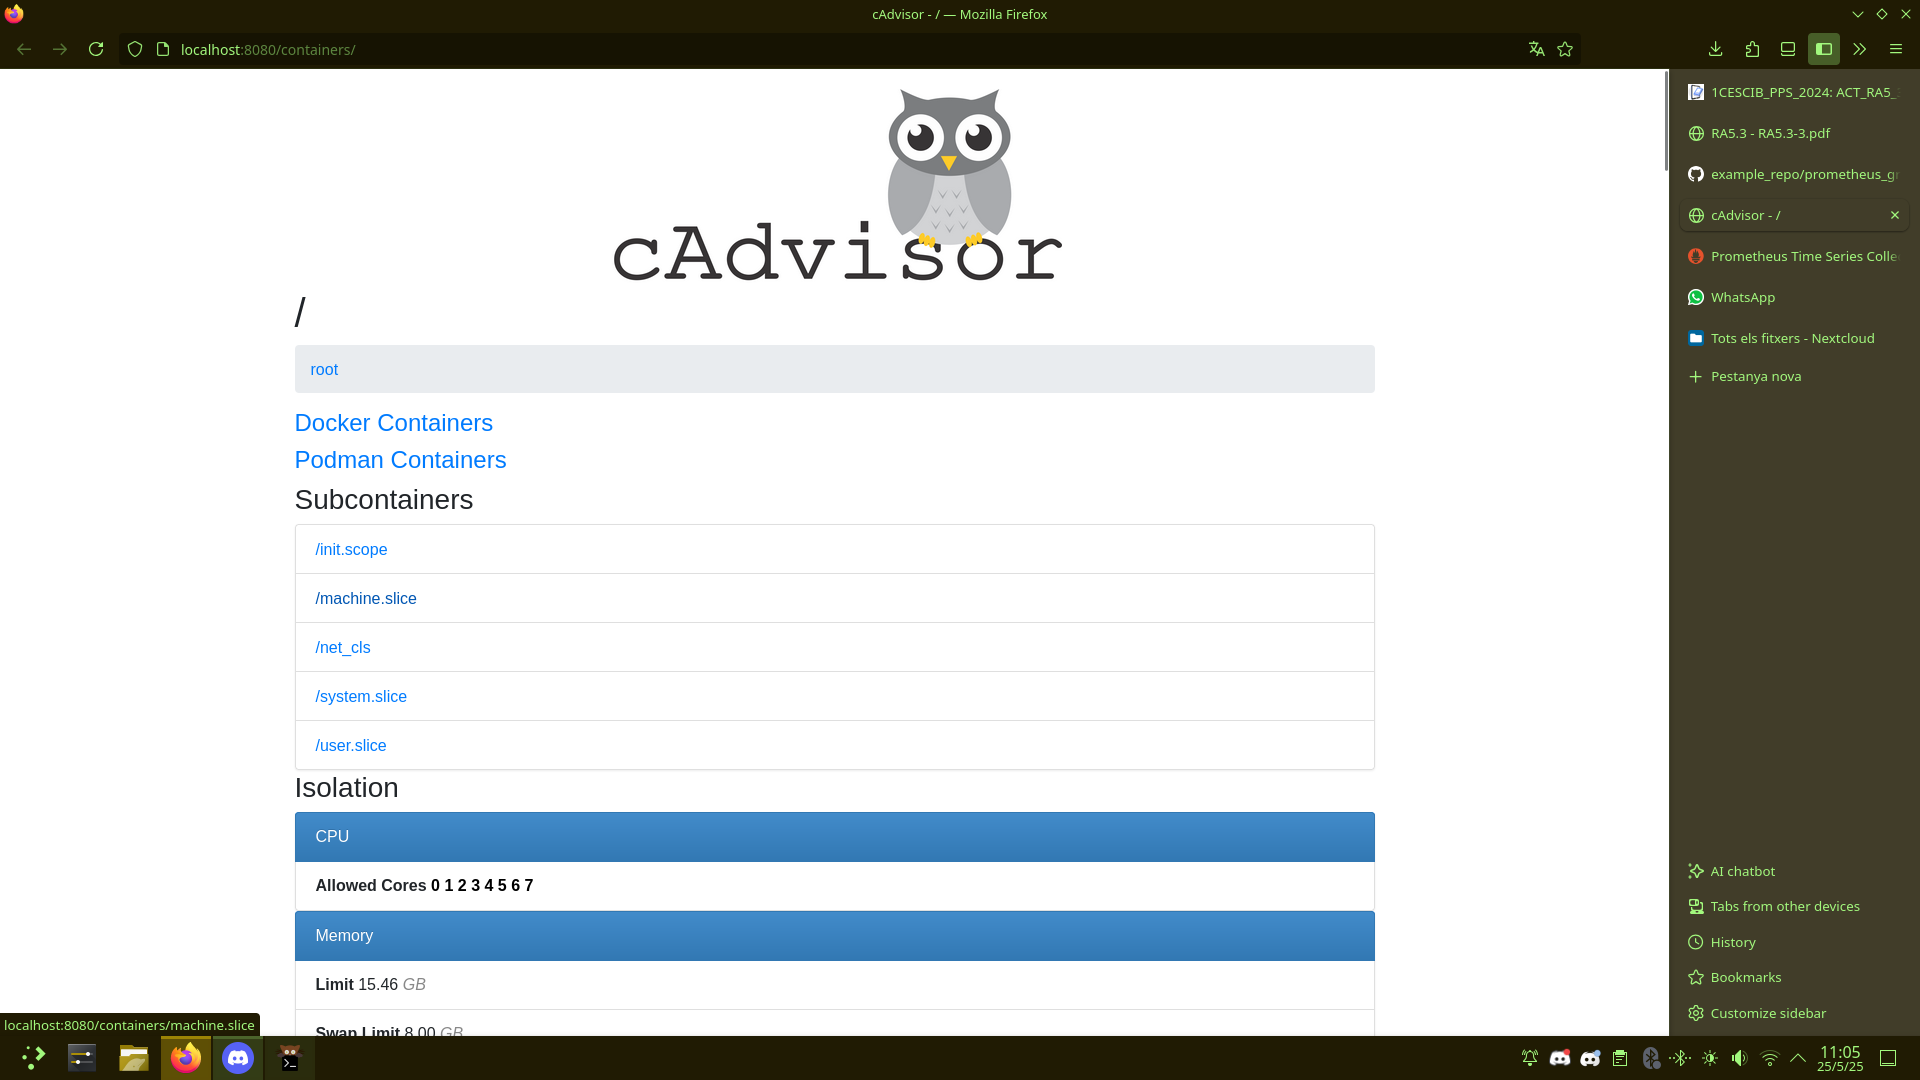 cAdvisor - / — Mozilla Firefox
localhost:8080/containers/
cAdvisor
/
root
Docker Containers
Podman Containers
Subcontainers
/init.scope
/machine.slice
/net_cls
/system.slice
/user.slice
Isolation
CPU
Allowed Cores 0 1 2 3 4 5 6 7
Memory
Limit 15.46 GB
Swap Limit 8.00 GB
localhost:8080/containers/machine.slice
1CESCIB_PPS_2024: ACT_RA5_
RA5.3 - RA5.3-3.pdf
example_repo/prometheus_gr
cAdvisor - /
Prometheus Time Series Colle
WhatsApp
Tots els fitxers - Nextcloud
Pestanya nova
AI chatbot
Tabs from other devices
History
Bookmarks
Customize sidebar
11:05
25/5/25